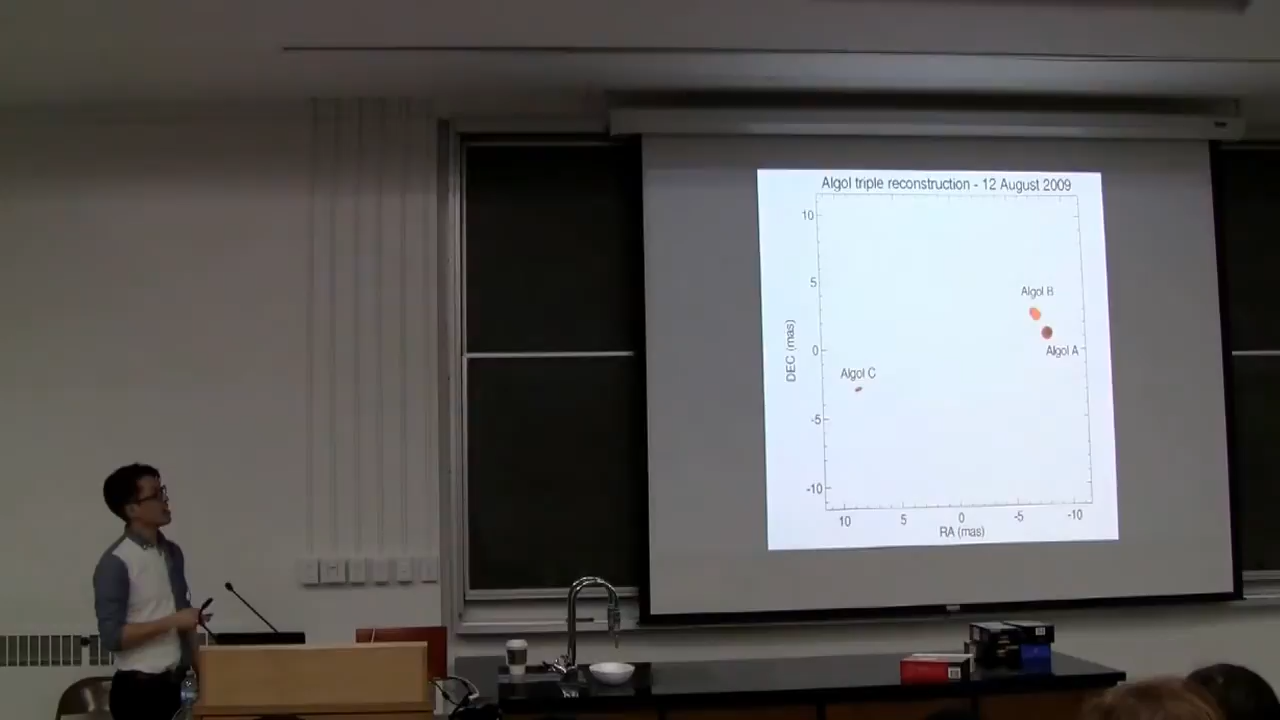 Algol triple reconstruction - 12 August 2009
10
5
0
-5
-10
DEC (mas)
Algol B
Algol A
Algol C
10
5
0
-5
-10
RA (mas)